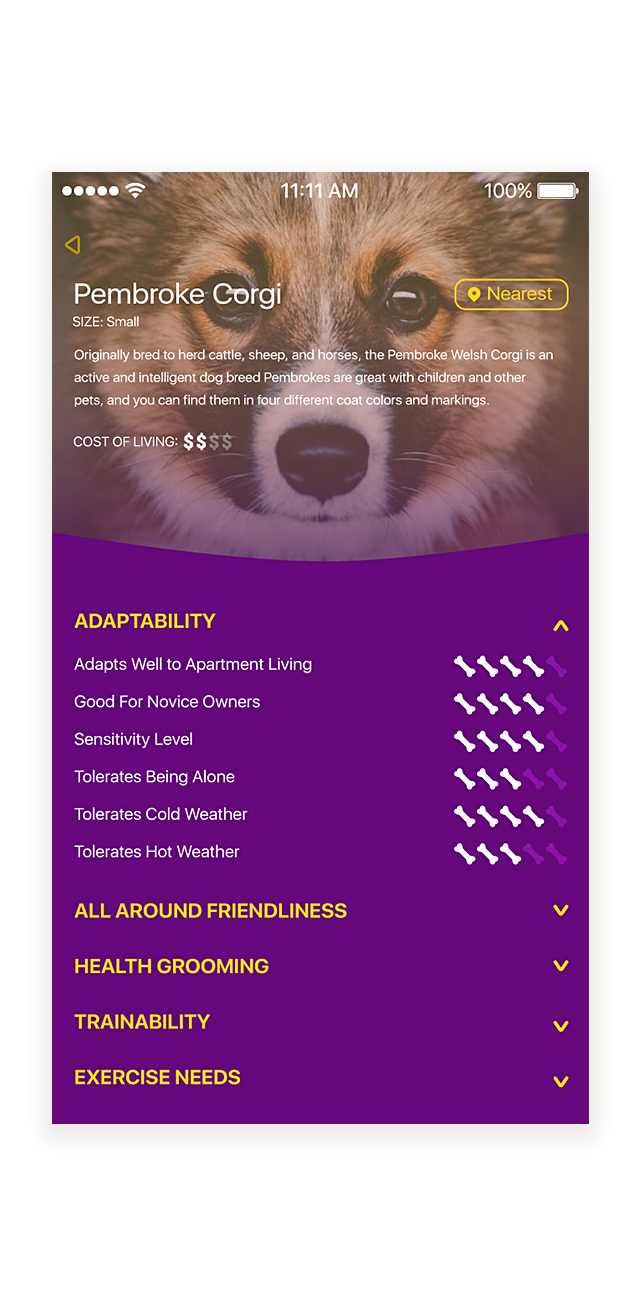 11:11 AM
100%
Pembroke Corgi
Nearest
SIZE: Small
Originally bred to herd cattle, sheep, and horses, the Pembroke Welsh Corgi is an
active and intelligent dog breed Pembrokes are great with children and other
pets, and you can find them in four different coat colors and markings.
COST OF LIVING: $$$$
ADAPTABILITY
Adapts Well to Apartment Living
Good For Novice Owners
Sensitivity Level
Tolerates Being Alone
Tolerates Cold Weather
Tolerates Hot Weather
ALL AROUND FRIENDLINESS
HEALTH GROOMING
TRAINABILITY
EXERCISE NEEDS